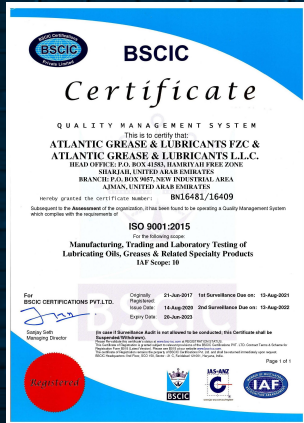 BSCIC Certifications
BSCIC
Private Limited
BSCIC
Certificate
QUALITY MANAGEMENT SYSTEM
This is to certify that:
ATLANTIC GREASE & LUBRICANTS FZC &
ATLANTIC GREASE & LUBRICANTS L.L.C.
HEAD OFFICE: P.O. BOX 41553, HAMRIYAH FREE ZONE
SHARJAH, UNITED ARAB EMIRATES
BRANCH: P.O. BOX 9057, NEW INDUSTRIAL AREA
AJMAN, UNITED ARAB EMIRATES
Hereby granted the Certificate Number: BN16481/16409
Subsequent to the Assessment of the organization, it has been found to be operating a Quality Management System
which complies with the requirements of
ISO 9001:2015
For the following scope:
Manufacturing, Trading and Laboratory Testing of
Lubricating Oils, Greases & Related Specialty Products
IAF Scope: 10
For
BSCIC CERTIFICATIONS PVT.LTD.
Sanjay Seth
Managing Director
Originally Registered: 21-Jun-2017 1st Surveillance Due on: 13-Aug-2021
Issue Date: 14-Aug-2020 2nd Surveillance Due on: 13-Aug-2022
Expiry Date: 20-Jun-2023
(In case if Surveillance Audit is not allowed to be conducted; this Certificate shall be
Suspended/Withdrawn)
Page 1 of 1
Registered
BSCIC
JAS-ANZ
IAF